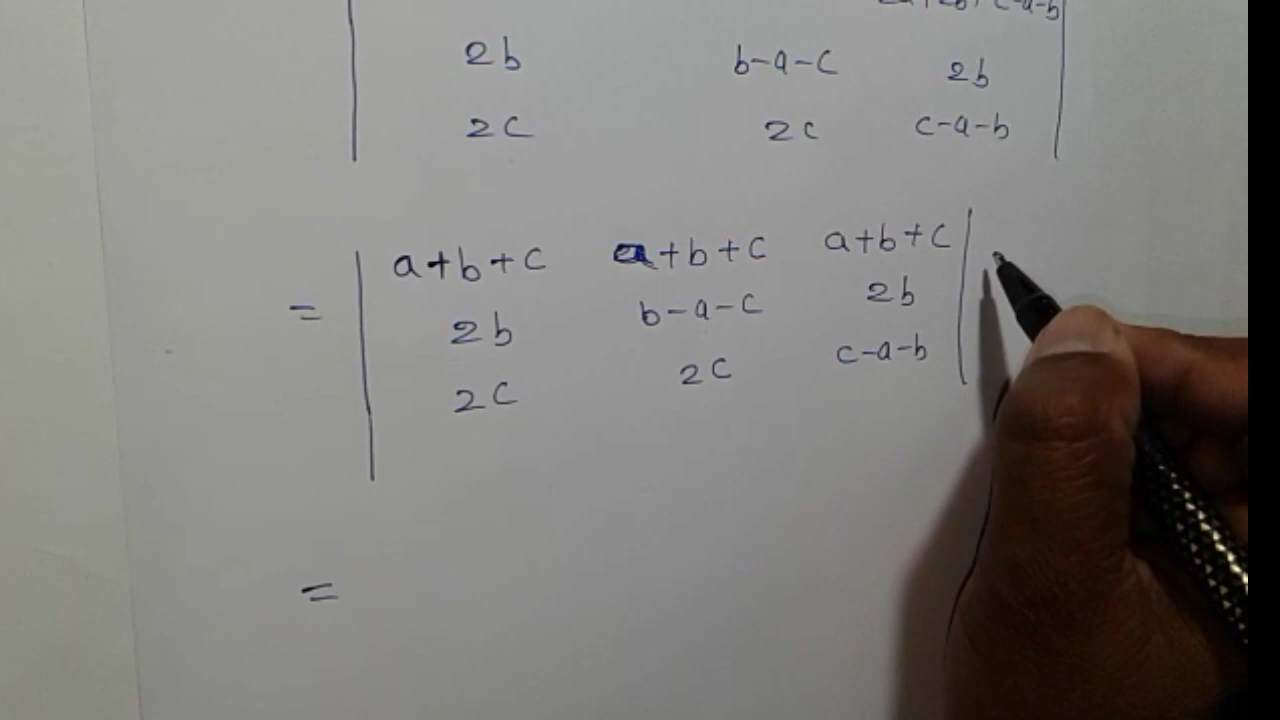 2b b-a-c 2b
2c 2c c-a-b
= a+b+c a+b+c a+b+c
2b b-a-c 2b
2c 2c c-a-b
=